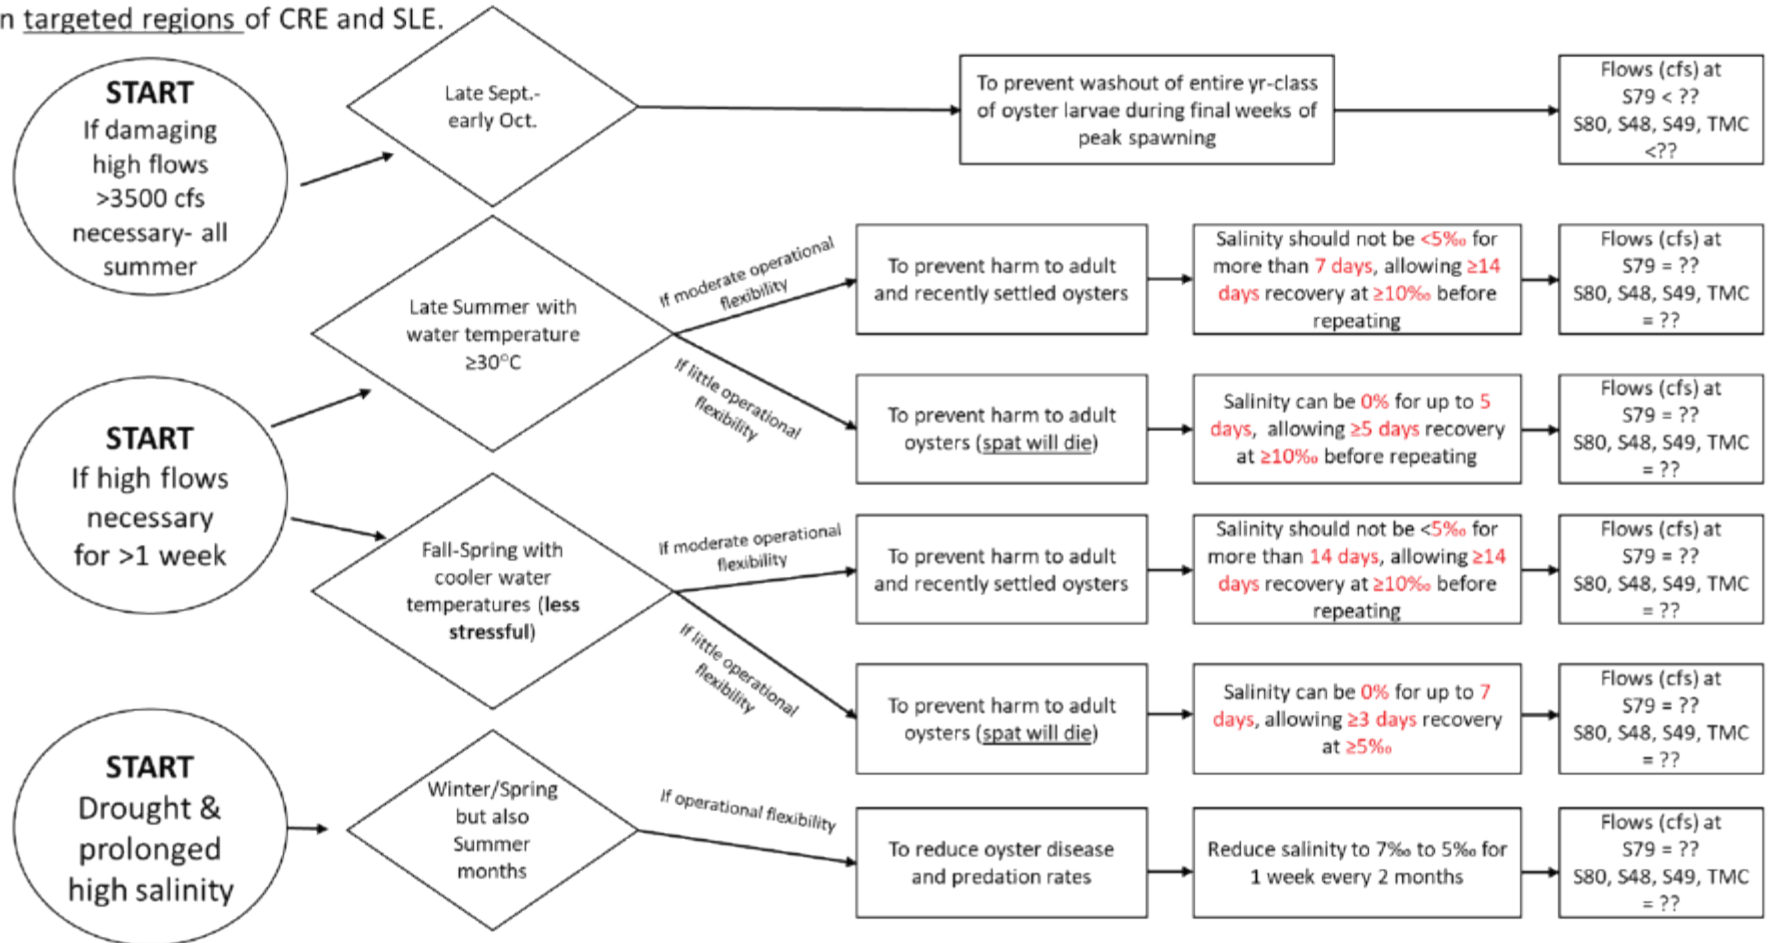 n targeted regions of CRE and SLE.
START
If damaging
high flows
>3500 cfs
necessary- all
summer
Late Sept.-
early Oct.
To prevent washout of entire yr-class
of oyster larvae during final weeks of
peak spawning
Flows (cfs) at
S79 < ??
S80, S48, S49, TMC
<??
START
If high flows
necessary
for >1 week
Late Summer with
water temperature
≥30°C
If moderate operational
flexibility
To prevent harm to adult
and recently settled oysters
Salinity should not be <5‰ for
more than 7 days, allowing ≥14
days recovery at ≥10‰ before
repeating
Flows (cfs) at
S79 = ??
S80, S48, S49, TMC
= ??
If little operational
flexibility
To prevent harm to adult
oysters (spat will die)
Salinity can be 0% for up to 5
days, allowing ≥5 days recovery
at ≥10‰ before repeating
Flows (cfs) at
S79 = ??
S80, S48, S49, TMC
= ??
Fall-Spring with
cooler water
temperatures (less
stressful)
If moderate operational
flexibility
To prevent harm to adult
and recently settled oysters
Salinity should not be <5‰ for
more than 14 days, allowing ≥14
days recovery at ≥10‰ before
repeating
Flows (cfs) at
S79 = ??
S80, S48, S49, TMC
= ??
If little operational
flexibility
To prevent harm to adult
oysters (spat will die)
Salinity can be 0% for up to 7
days, allowing ≥3 days recovery
at ≥5‰
Flows (cfs) at
S79 = ??
S80, S48, S49, TMC
= ??
START
Drought &
prolonged
high salinity
Winter/Spring
but also
Summer
months
If operational flexibility
To reduce oyster disease
and predation rates
Reduce salinity to 7‰ to 5‰ for
1 week every 2 months
Flows (cfs) at
S79 = ??
S80, S48, S49, TMC
= ??